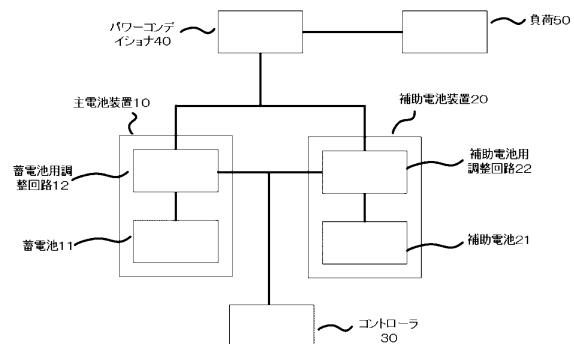 パワーコンデ
ィショナ40
負荷50
主電池装置10
補助電池装置20
蓄電池用調
整回路12
補助電池用
調整回路22
蓄電池11
補助電池21
コントローラ
30